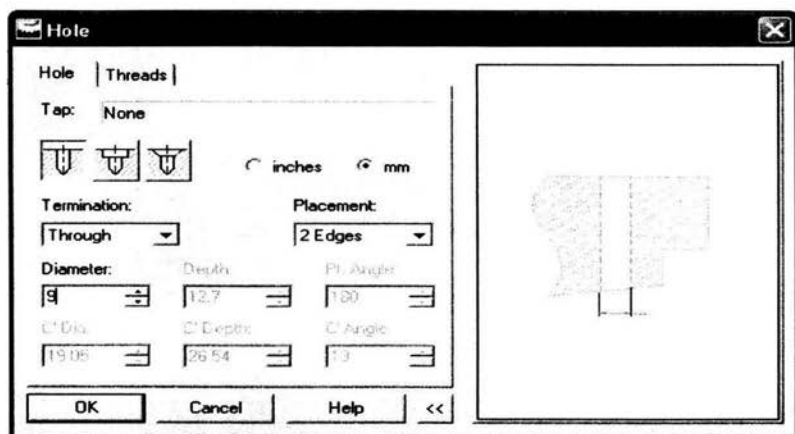 Hole
Hole Threads
Tap: None
inches mm
Termination: Placement:
Through 2 Edges
Diameter: Depth: Pt. Angle:
9 12.7 180
C' Dia. C' Depth: C' Angle
19.05 26.54
OK Cancel Help <<